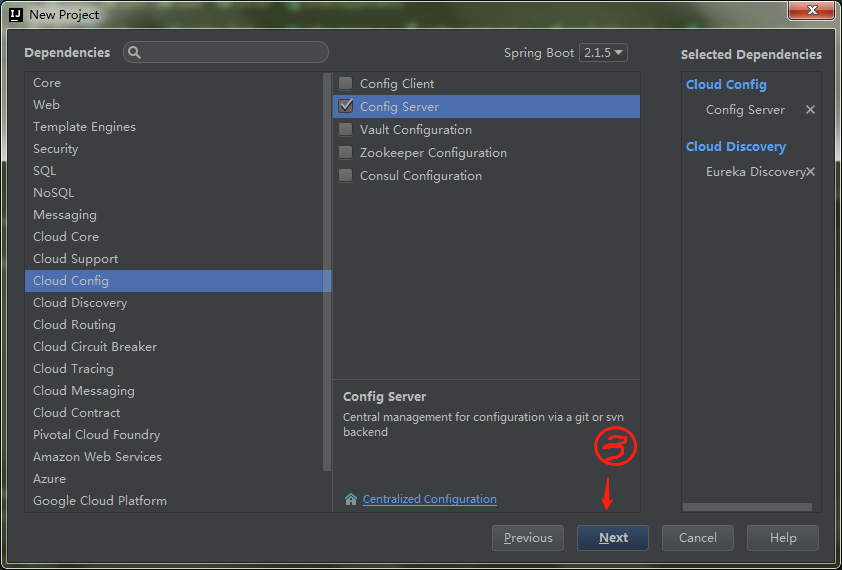 New Project
Dependencies
Spring Boot 2.1.5
Selected Dependencies
Core
Web
Template Engines
Security
SQL
NoSQL
Messaging
Cloud Core
Cloud Support
Cloud Config
Cloud Discovery
Cloud Routing
Cloud Circuit Breaker
Cloud Tracing
Cloud Messaging
Cloud Contract
Pivotal Cloud Foundry
Amazon Web Services
Azure
Google Cloud Platform
Config Client
Config Server
Vault Configuration
Zookeeper Configuration
Consul Configuration
Config Server
Central management for configuration via a git or svn
backend
3
Centralized Configuration
Cloud Config
Config Server
Cloud Discovery
Eureka Discovery
Previous
Next
Cancel
Help